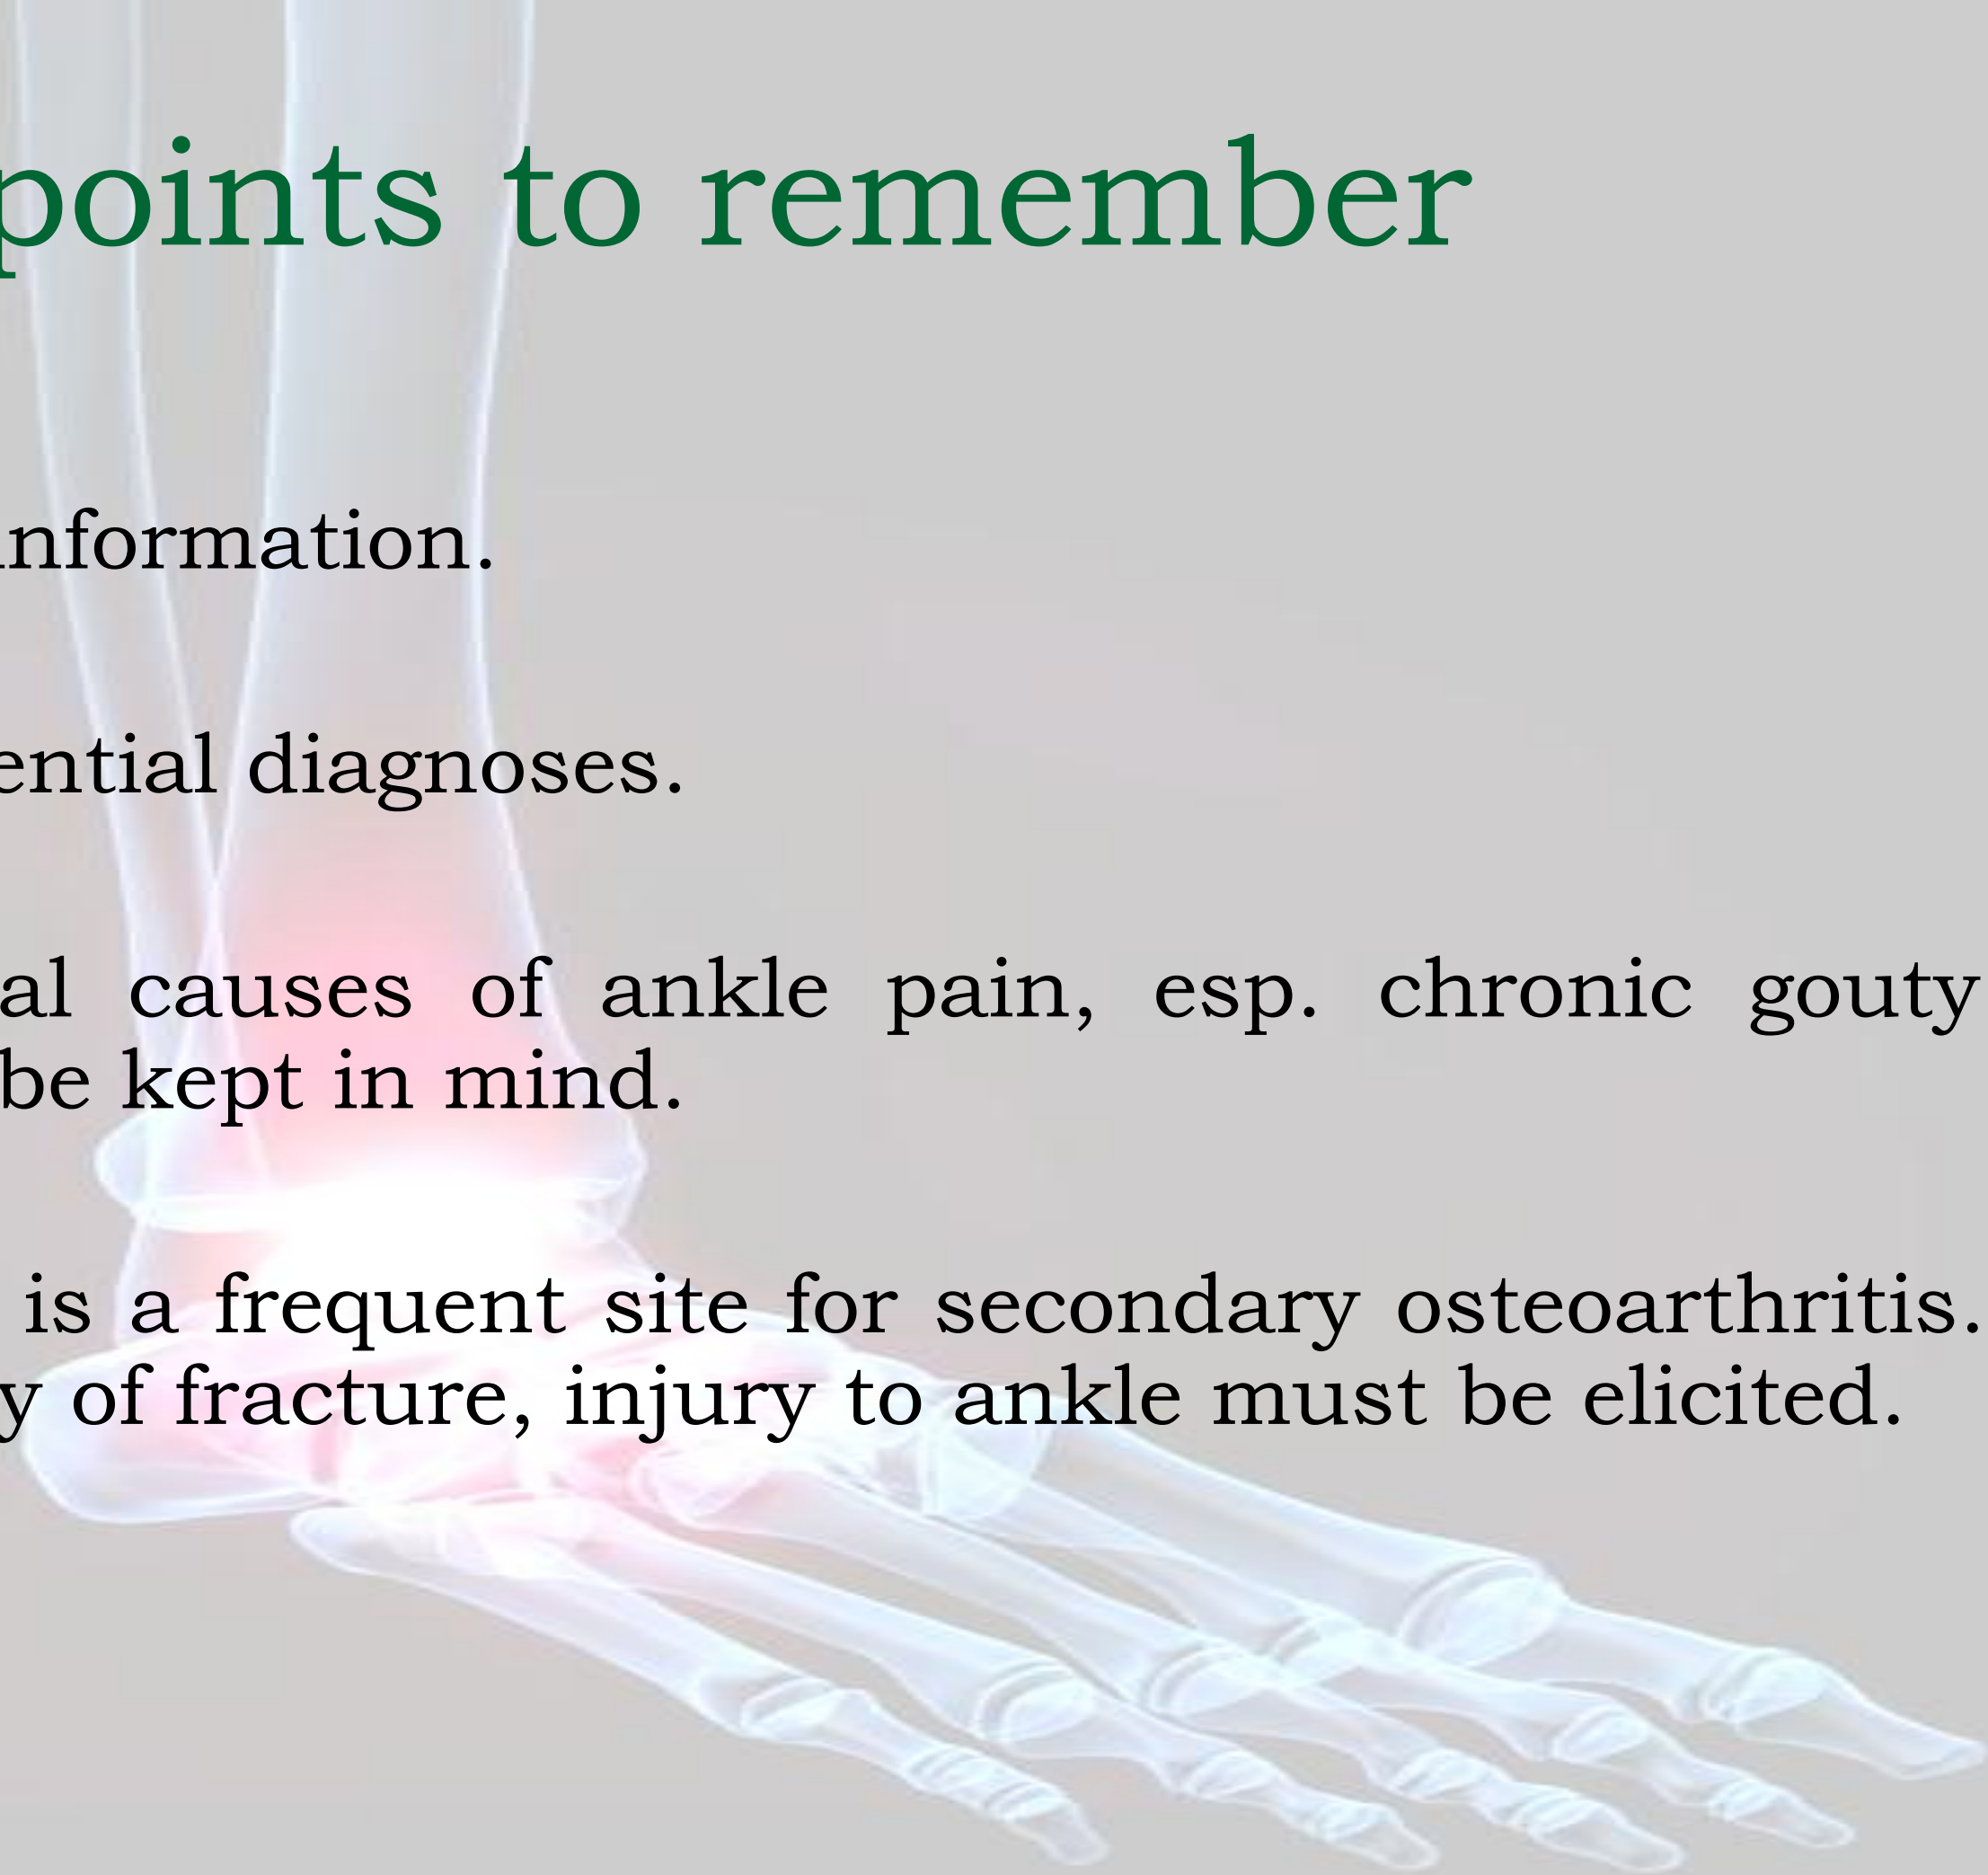 points to remember
information.
ential diagnoses.
al causes of ankle pain, esp. chronic gouty
be kept in mind.
is a frequent site for secondary osteoarthritis.
y of fracture, injury to ankle must be elicited.